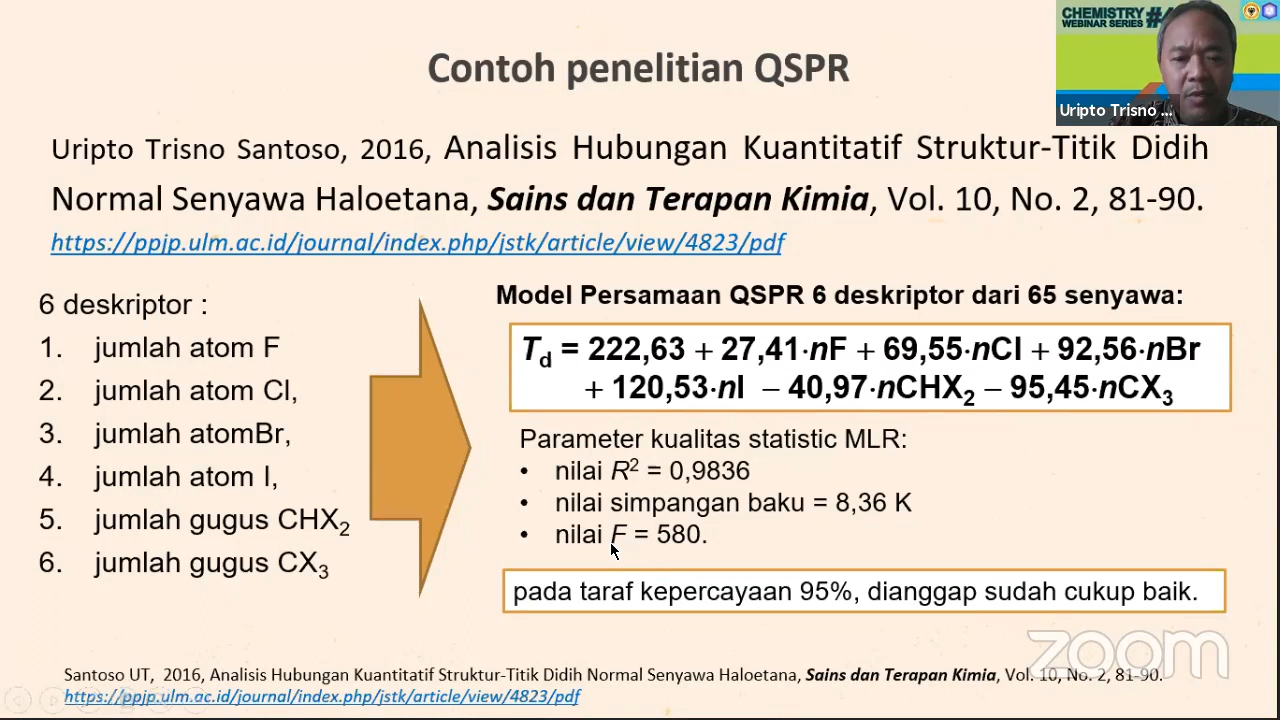 CHEMISTRY
WEBINAR SERIES
Uripto Trisno ...
Contoh penelitian QSPR
Uripto Trisno Santoso, 2016, Analisis Hubungan Kuantitatif Struktur-Titik Didih
Normal Senyawa Haloetana, Sains dan Terapan Kimia, Vol. 10, No. 2, 81-90.
https://ppjp.ulm.ac.id/journal/index.php/jstk/article/view/4823/pdf
6 deskriptor :
1. jumlah atom F
2. jumlah atom Cl,
3. jumlah atomBr,
4. jumlah atom I,
5. jumlah gugus CHX2
6. jumlah gugus CX3
Model Persamaan QSPR 6 deskriptor dari 65 senyawa:
Td = 222,63 + 27,41·nF + 69,55·nCl + 92,56·nBr
+ 120,53·nI – 40,97·nCHX2 – 95,45·nCX3
Parameter kualitas statistic MLR:
• nilai R2 = 0,9836
• nilai simpangan baku = 8,36 K
• nilai F = 580.
pada taraf kepercayaan 95%, dianggap sudah cukup baik.
zoom
Santoso UT, 2016, Analisis Hubungan Kuantitatif Struktur-Titik Didih Normal Senyawa Haloetana, Sains dan Terapan Kimia, Vol. 10, No. 2, 81-90.
https://ppjp.ulm.ac.id/journal/index.php/jstk/article/view/4823/pdf